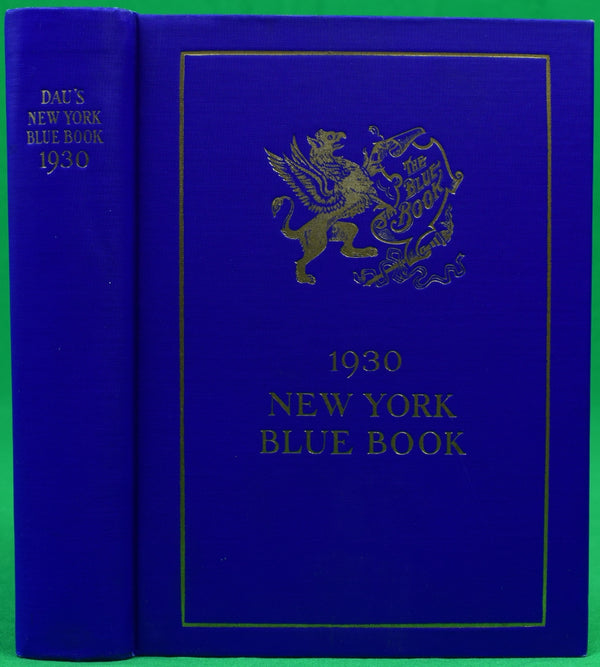 DAU'S
NEW YORK
BLUE BOOK
1930
THE
BLUE
BOOK
1930
NEW YORK
BLUE BOOK